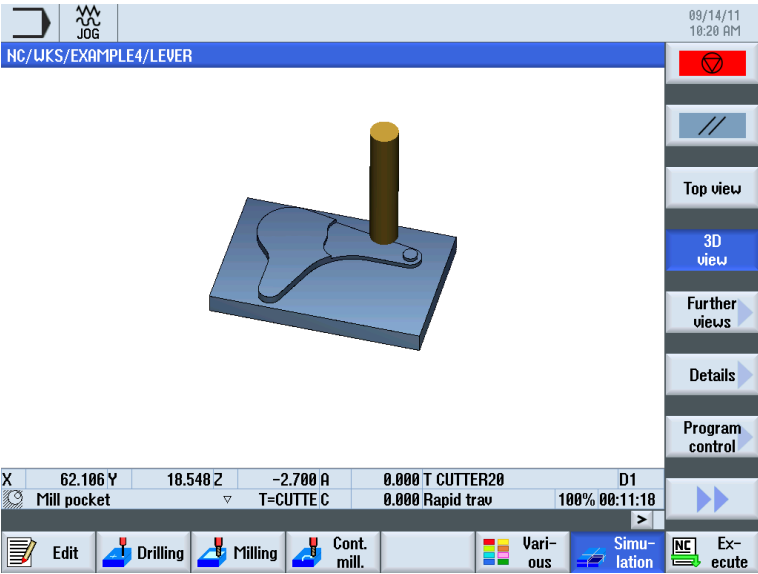 JOG
09/14/11
10:20 AM
NC/WKS/EXAMPLE4/LEVER
Top view
3D
view
Further
views
Details
Program
control
X 62.106 Y 18.548 Z -2.700 A 0.000 T CUTTER20 D1
Mill pocket ▽ T=CUTTE C 0.000 Rapid trav 100% 00:11:18
>
Edit
Drilling
Milling
Cont.
mill.
Vari-
ous
Simu-
lation
NC
Ex-
ecute